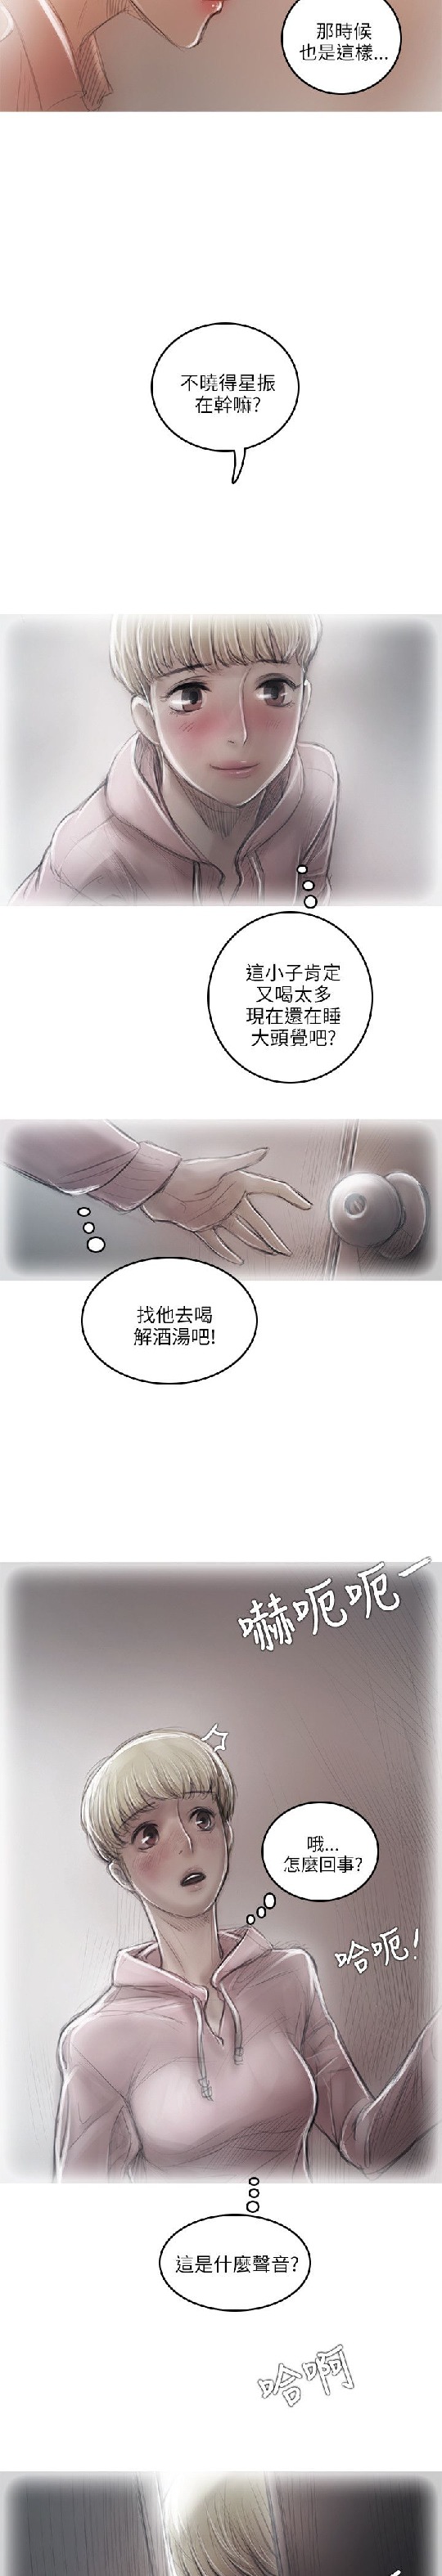 那時候
也是這樣…
不曉得星振
在幹嘛?
這小子肯定
又喝太多
現在還在睡
大頭覺吧?
找他去喝
解酒湯吧!
嚇呃呃一
哦…
怎麼回事?
哈呃!
這是什麼聲音?
哈啊